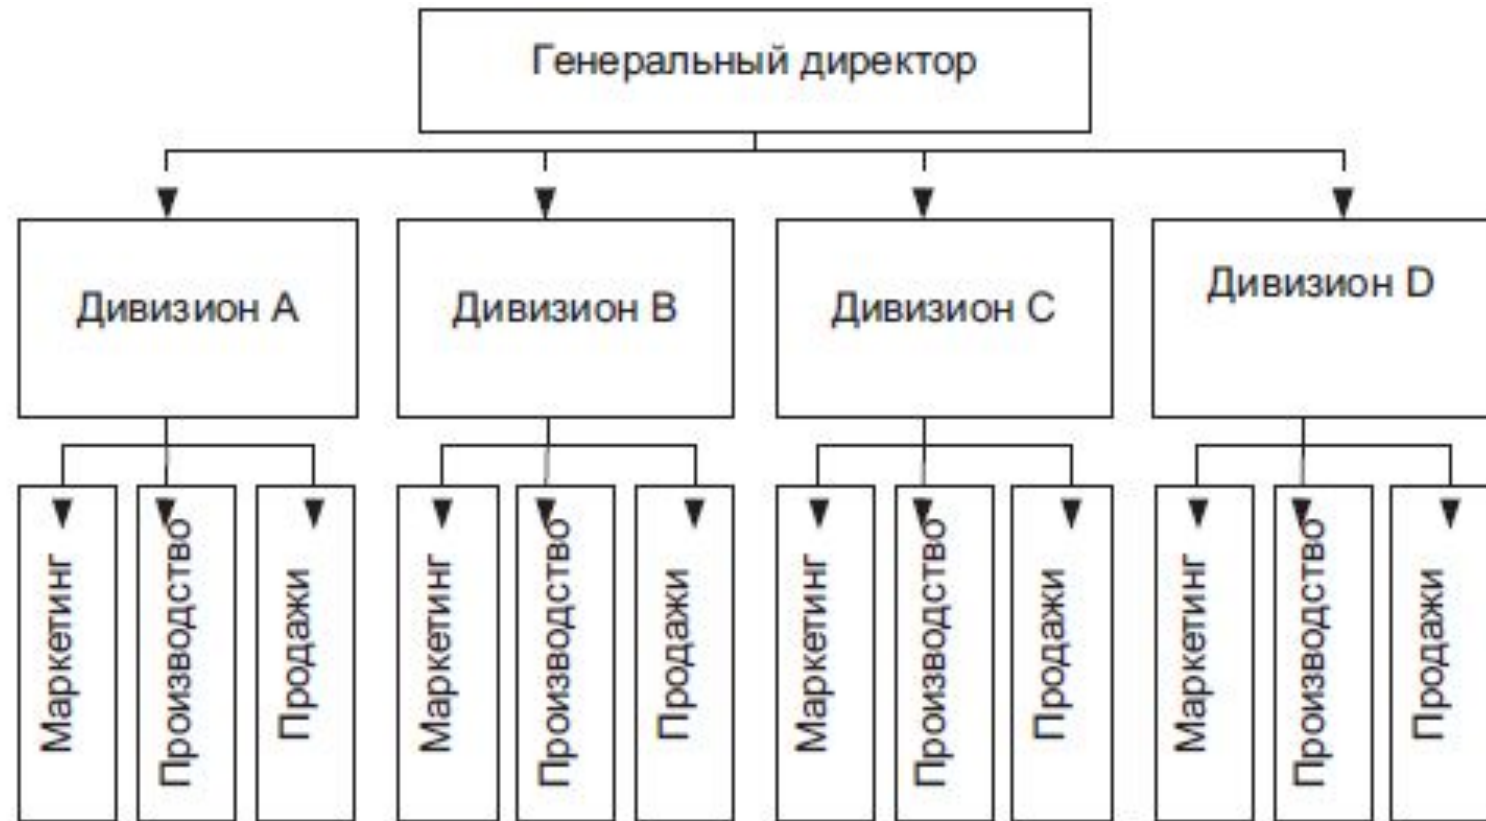 Генеральный директор
Дивизион A
Дивизион B
Дивизион C
Дивизион D
Маркетинг
Производство
Продажи
Маркетинг
Производство
Продажи
Маркетинг
Производство
Продажи
Маркетинг
Производство
Продажи